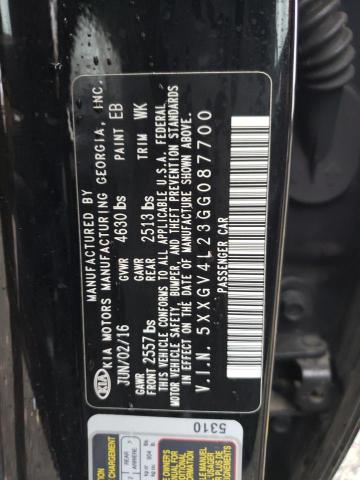 MANUFACTURED BY
KIA MOTORS MANUFACTURING GEORGIA, INC.
KIA
JUN/02/16 GVWR 4630 lbs PAINT EB
GAWR FRONT 2557 lbs GAWR REAR 2513 lbs TRIM WK
THIS VEHICLE CONFORMS TO ALL APPLICABLE U.S.A. FEDERAL
MOTOR VEHICLE SAFETY, BUMPER, AND THEFT PREVENTION STANDARDS
IN EFFECT ON THE DATE OF MANUFACTURE SHOWN ABOVE.
V.I.N. 5XXGV4L23GG087700
PASSENGER CAR
5310
CHARGEMENT
REAR